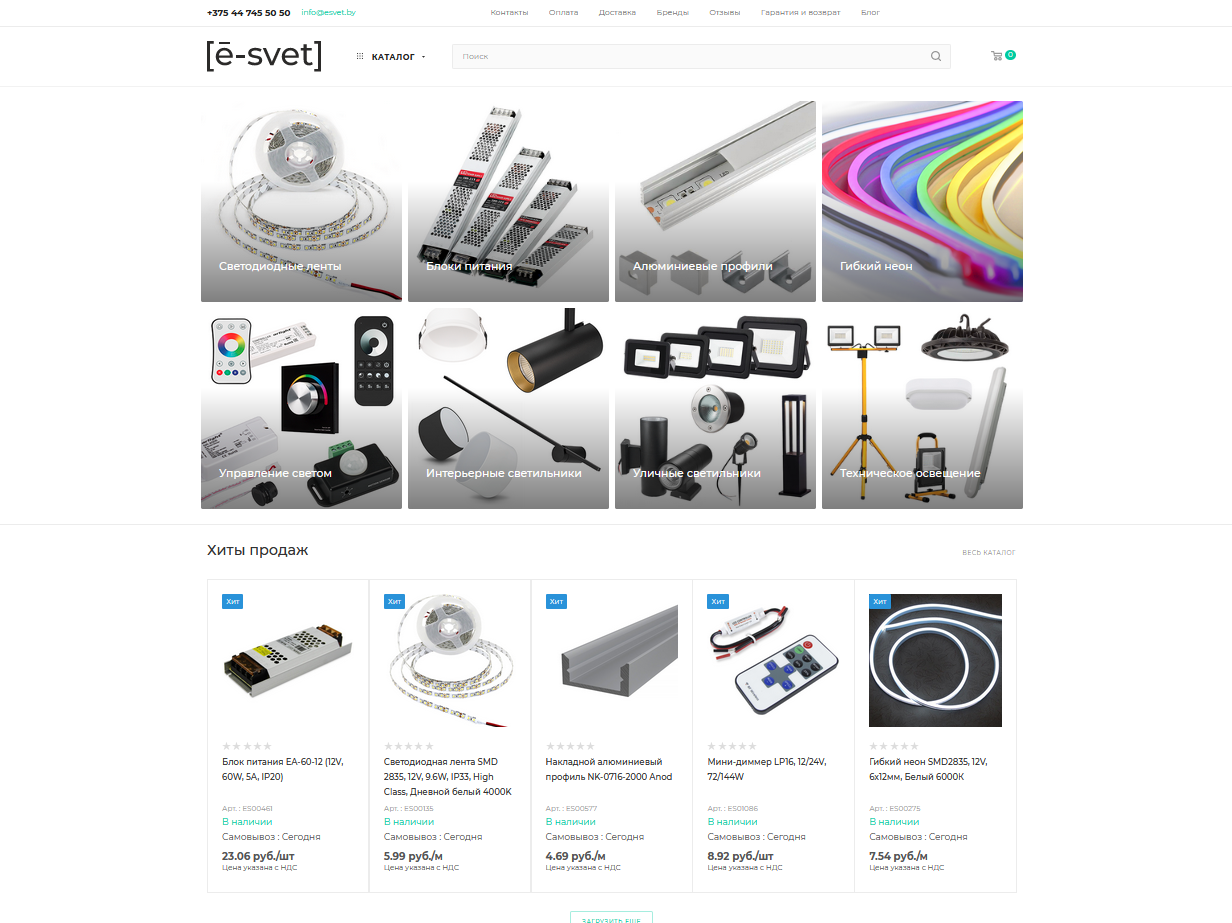 +375 44 745 50 50 info@esvet.by Контакты Оплата Доставка Бренды Отзывы Гарантия и возврат Блог
[ē-svet] КАТАЛОГ Поиск 0
Светодиодные ленты
Блоки питания
Алюминиевые профили
Гибкий неон
Управление светом
Интерьерные светильники
Уличные светильники
Техническое освещение
Хиты продаж ВЕСЬ КАТАЛОГ
Хит
Блок питания EA-60-12 (12V,
60W, 5A, IP20)
Арт. : ES00461
В наличии
Самовывоз : Сегодня
23.06 руб./шт
Цена указана с НДС
Хит
Светодиодная лента SMD
2835, 12V, 9.6W, IP33, High
Class, Дневной белый 4000K
Арт. : ES00135
В наличии
Самовывоз : Сегодня
5.99 руб./м
Цена указана с НДС
Хит
Накладной алюминиевый
профиль NK-0716-2000 Anod
Арт. : ES00577
В наличии
Самовывоз : Сегодня
4.69 руб./м
Цена указана с НДС
Хит
Мини-диммер LP16, 12/24V,
72/144W
Арт. : ES01086
В наличии
Самовывоз : Сегодня
8.92 руб./шт
Цена указана с НДС
Хит
Гибкий неон SMD2835, 12V,
6x12мм, Белый 6000K
Арт. : ES00275
В наличии
Самовывоз : Сегодня
7.54 руб./м
Цена указана с НДС
ЗАГРУЗИТЬ ЕЩЕ